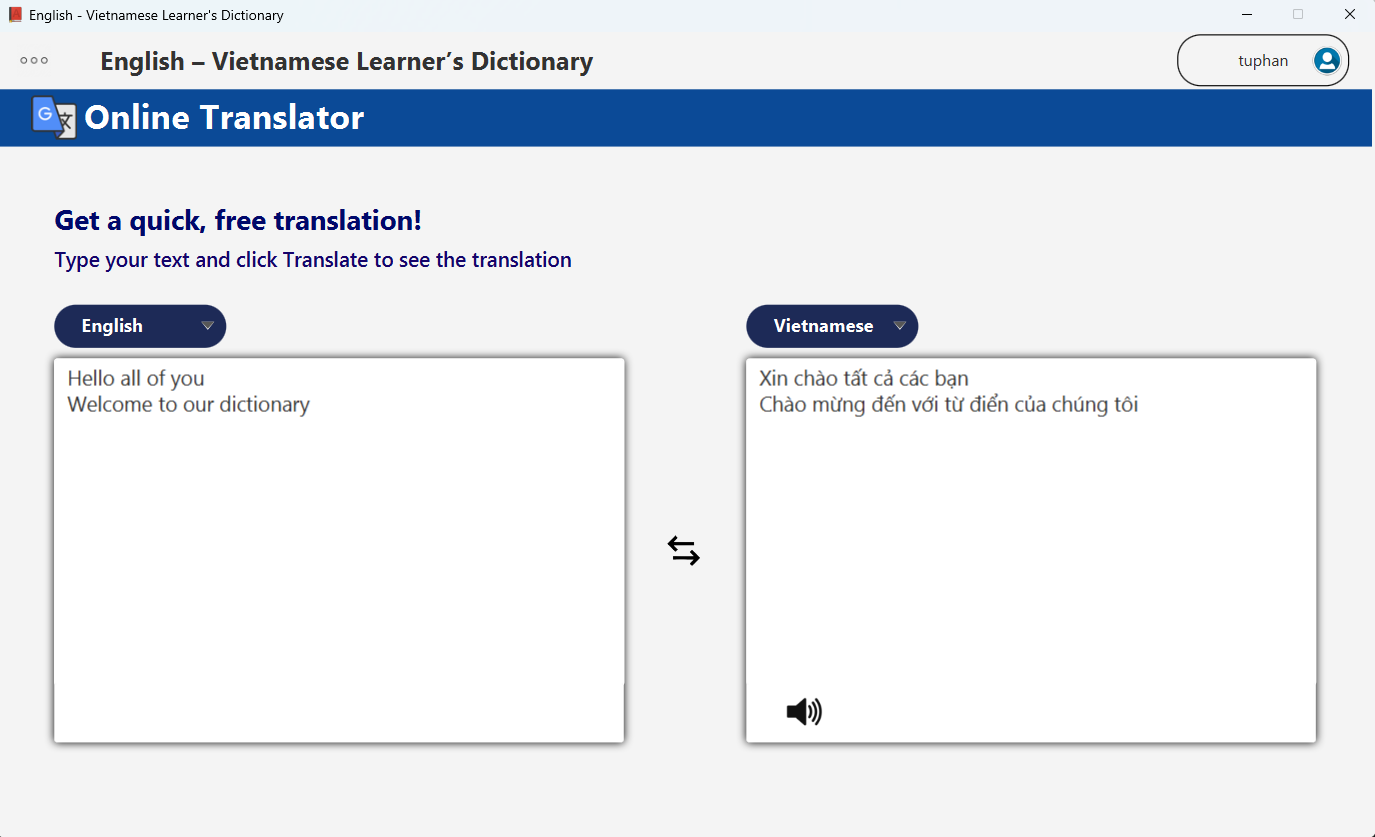 English - Vietnamese Learner's Dictionary
English – Vietnamese Learner’s Dictionary
tuphan
G 文
Online Translator
Get a quick, free translation!
Type your text and click Translate to see the translation
English
Vietnamese
Hello all of you
Welcome to our dictionary
Xin chào tất cả các bạn
Chào mừng đến với từ điển của chúng tôi